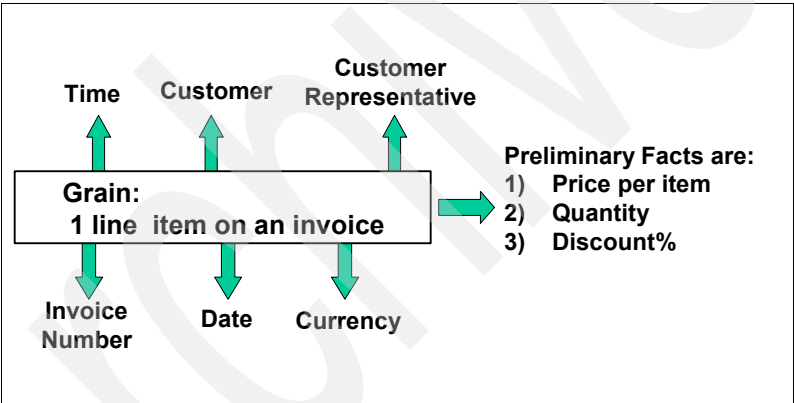 Time
Customer
Customer
Representative
Grain:
1 line item on an invoice
Preliminary Facts are:
1) Price per item
2) Quantity
3) Discount%
Invoice
Number
Date
Currency